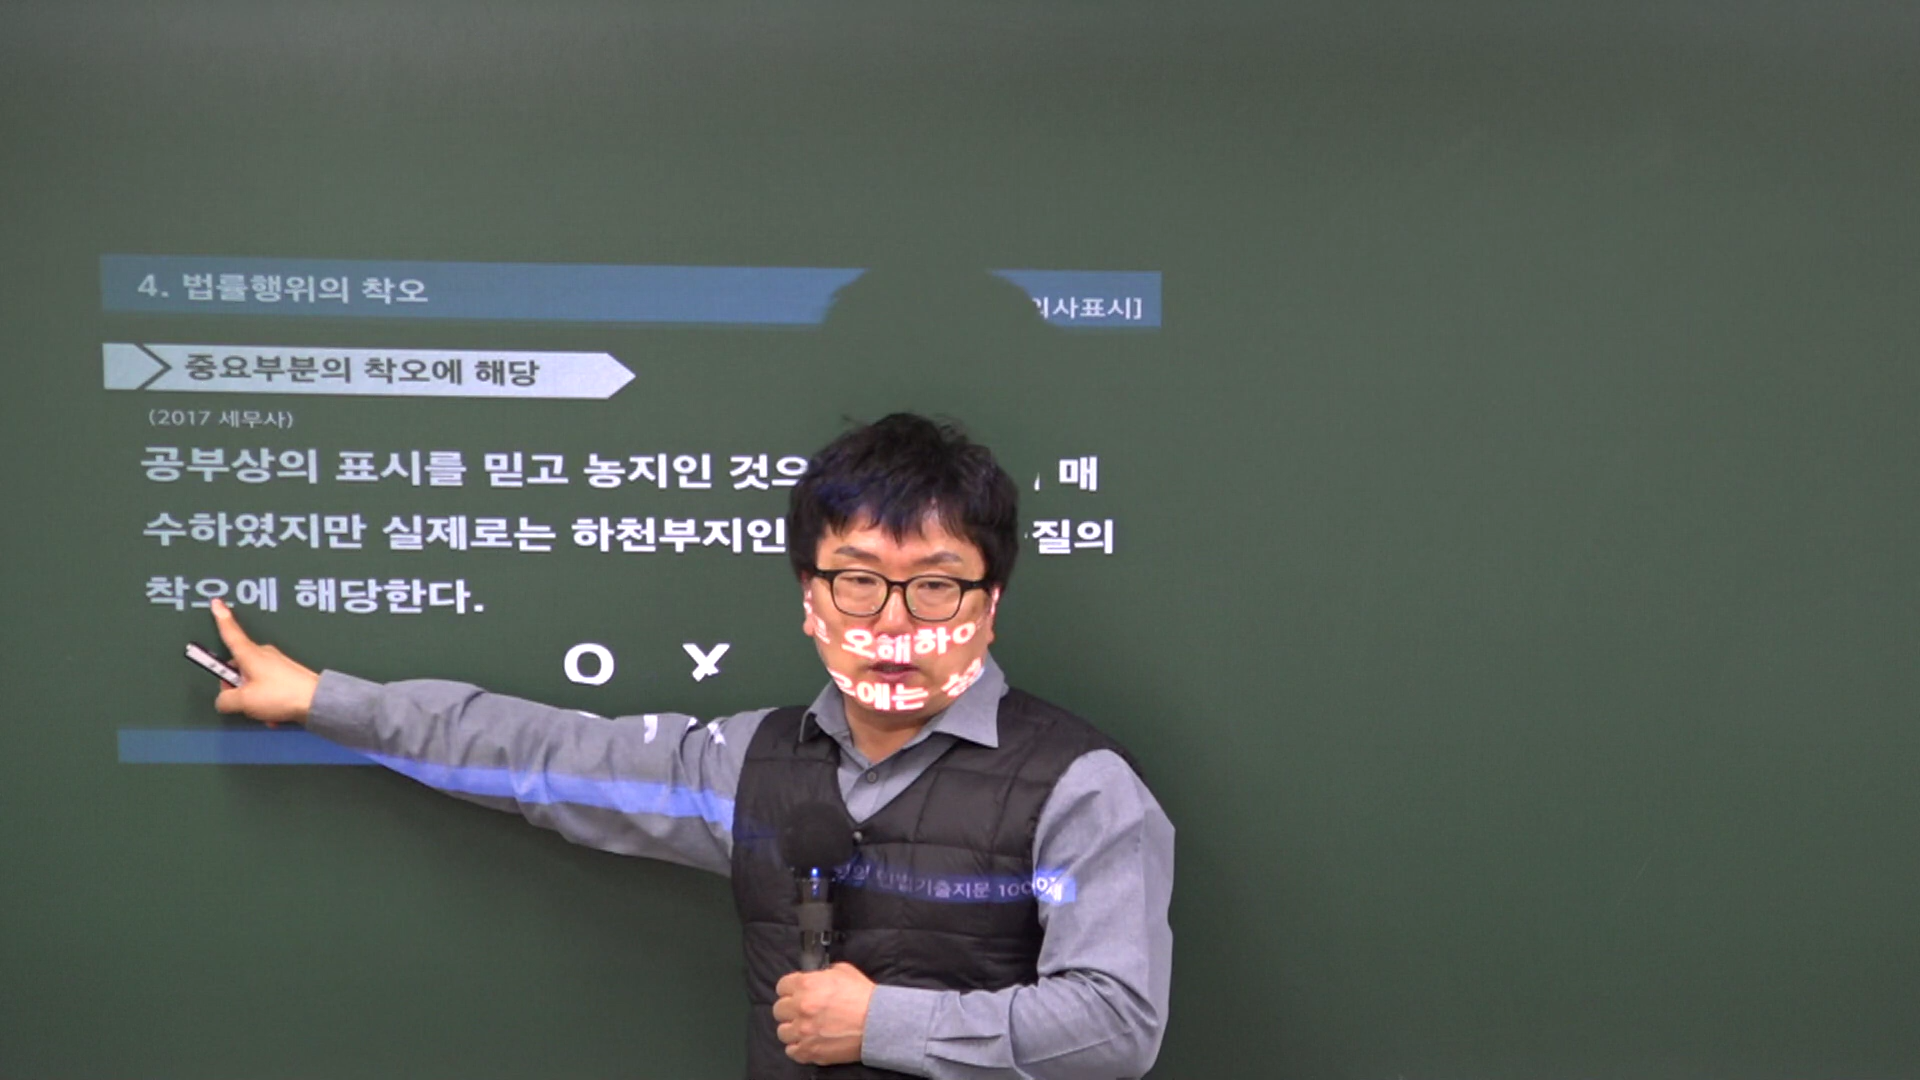 4. 법률행위의 착오
의사표시]
중요부분의 착오에 해당
(2017 세무사)
공부상의 표시를 믿고 농지인 것으로 오해하여 매
수하였지만 실제로는 하천부지인 질의
착오에 해당한다.
O X
민법기출지문 1000제